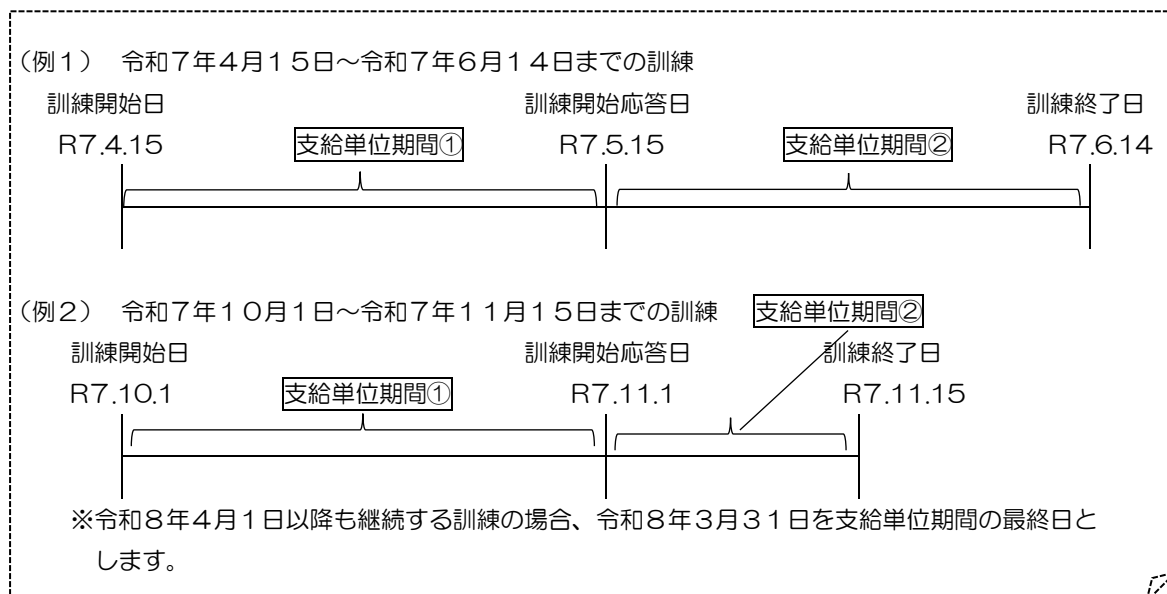 （例１）　令和７年４月１５日～令和７年６月１４日までの訓練
訓練開始日　訓練開始応答日　訓練終了日
Ｒ７.４.１５　支給単位期間①　Ｒ７.５.１５　支給単位期間②　Ｒ７.６.１４
（例２）　令和７年１０月１日～令和７年１１月１５日までの訓練　支給単位期間②
訓練開始日　訓練開始応答日　訓練終了日
Ｒ７.１０.１　支給単位期間①　Ｒ７.１１.１　Ｒ７.１１.１５
※令和８年４月１日以降も継続する訓練の場合、令和８年３月３１日を支給単位期間の最終日と
します。